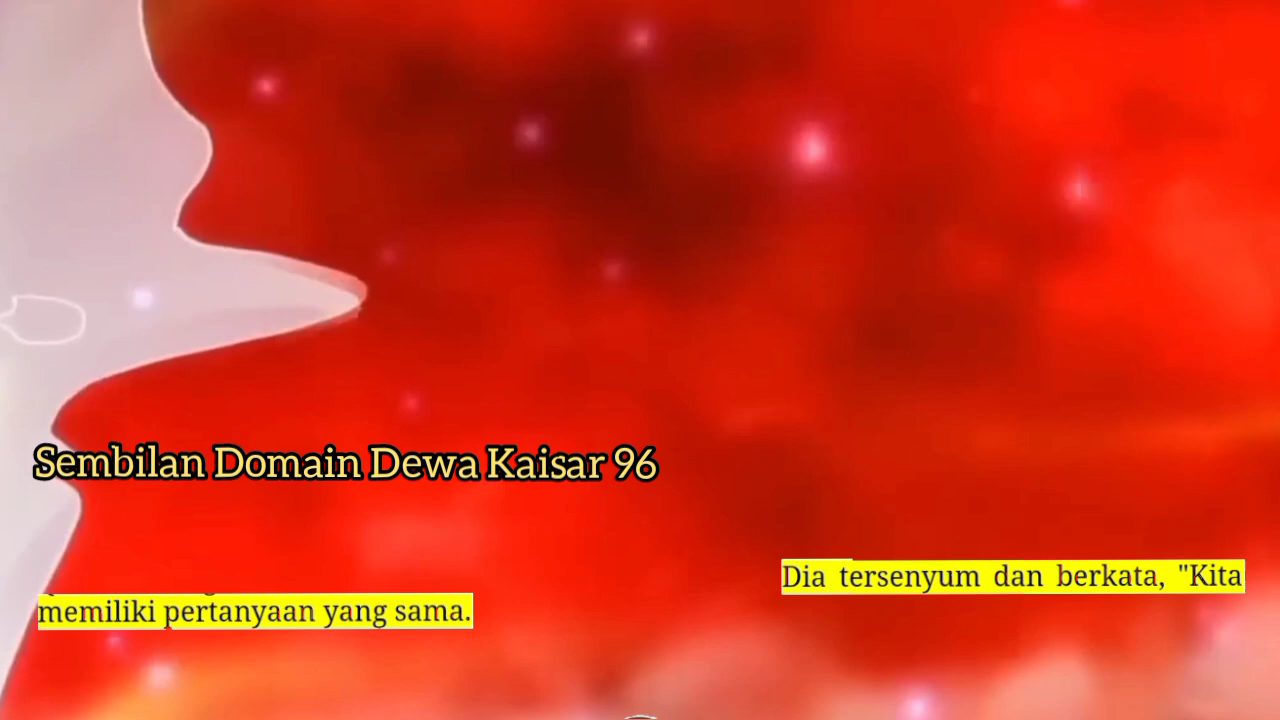 Sembilan Domain Dewa Kaisar 96
Dia tersenyum dan berkata, "Kita
memiliki pertanyaan yang sama.